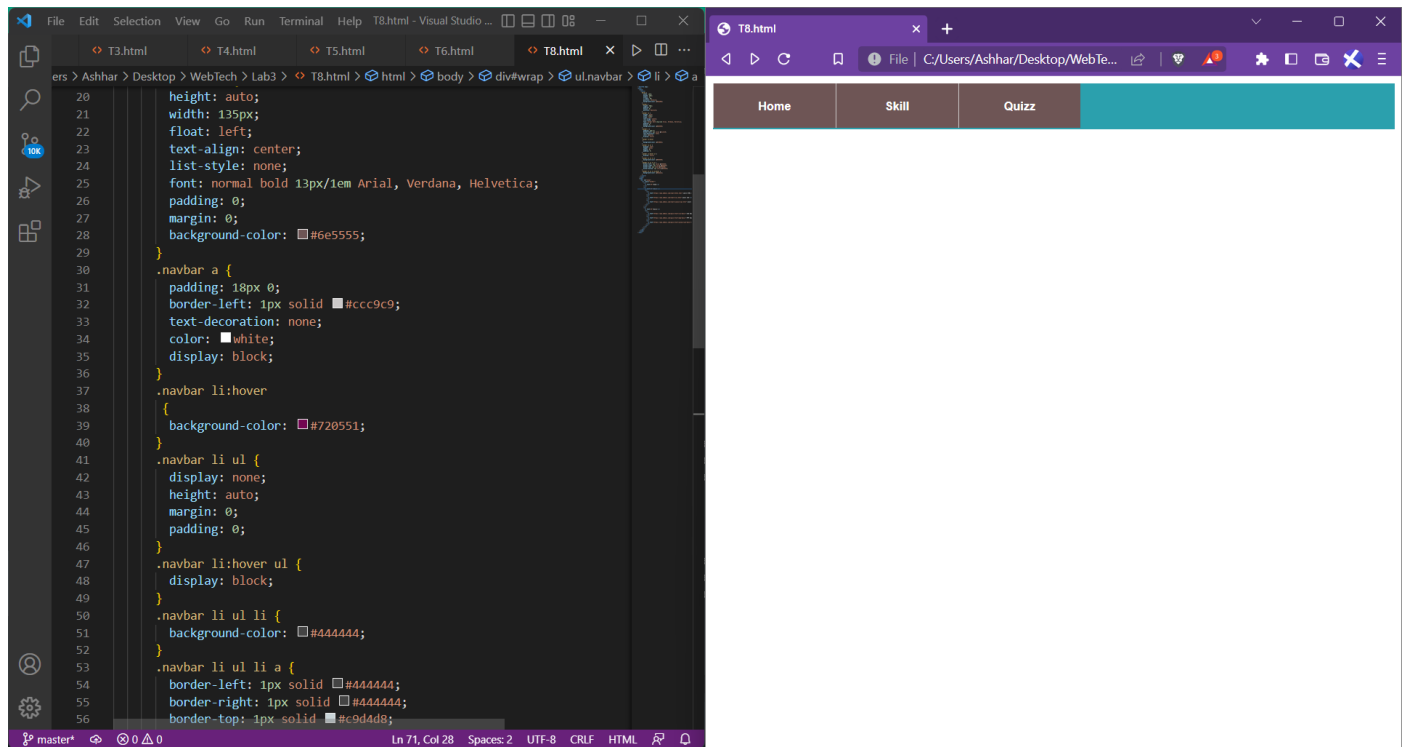 File Edit Selection View Go Run Terminal Help T8.html - Visual Studio ...
T3.html T4.html T5.html T6.html T8.html
ers > Ashhar > Desktop > WebTech > Lab3 > T8.html > html > body > div#wrap > ul.navbar > li > a
20 height: auto;
21 width: 135px;
22 float: left;
23 text-align: center;
24 list-style: none;
25 font: normal bold 13px/1em Arial, Verdana, Helvetica;
26 padding: 0;
27 margin: 0;
28 background-color: #6e5555;
29 }
30 .navbar a {
31 padding: 18px 0;
32 border-left: 1px solid #ccc9c9;
33 text-decoration: none;
34 color: white;
35 display: block;
36 }
37 .navbar li:hover
38 {
39 background-color: #720551;
40 }
41 .navbar li ul {
42 display: none;
43 height: auto;
44 margin: 0;
45 padding: 0;
46 }
47 .navbar li:hover ul {
48 display: block;
49 }
50 .navbar li ul li {
51 background-color: #444444;
52 }
53 .navbar li ul li a {
54 border-left: 1px solid #444444;
55 border-right: 1px solid #444444;
56 border-top: 1px solid #c9d4d8;
10K
master* 0 0 Ln 71, Col 28 Spaces: 2 UTF-8 CRLF HTML
T8.html
File | C:/Users/Ashhar/Desktop/WebTe...
Home Skill Quizz